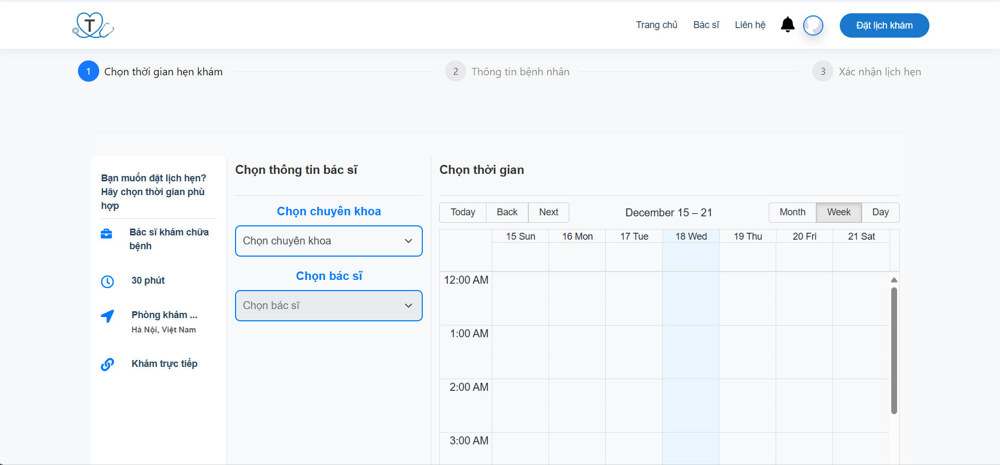 T
Trang chủ
Bác sĩ
Liên hệ
Đặt lịch khám
1
Chọn thời gian hẹn khám
2
Thông tin bệnh nhân
3
Xác nhận lịch hẹn
Bạn muốn đặt lịch hẹn?
Hãy chọn thời gian phù
hợp
Bác sĩ khám chữa
bệnh
30 phút
Phòng khám ...
Hà Nội, Việt Nam
Khám trực tiếp
Chọn thông tin bác sĩ
Chọn chuyên khoa
Chọn chuyên khoa
Chọn bác sĩ
Chọn bác sĩ
Chọn thời gian
Today
Back
Next
December 15 – 21
Month
Week
Day
15 Sun
16 Mon
17 Tue
18 Wed
19 Thu
20 Fri
21 Sat
12:00 AM
1:00 AM
2:00 AM
3:00 AM